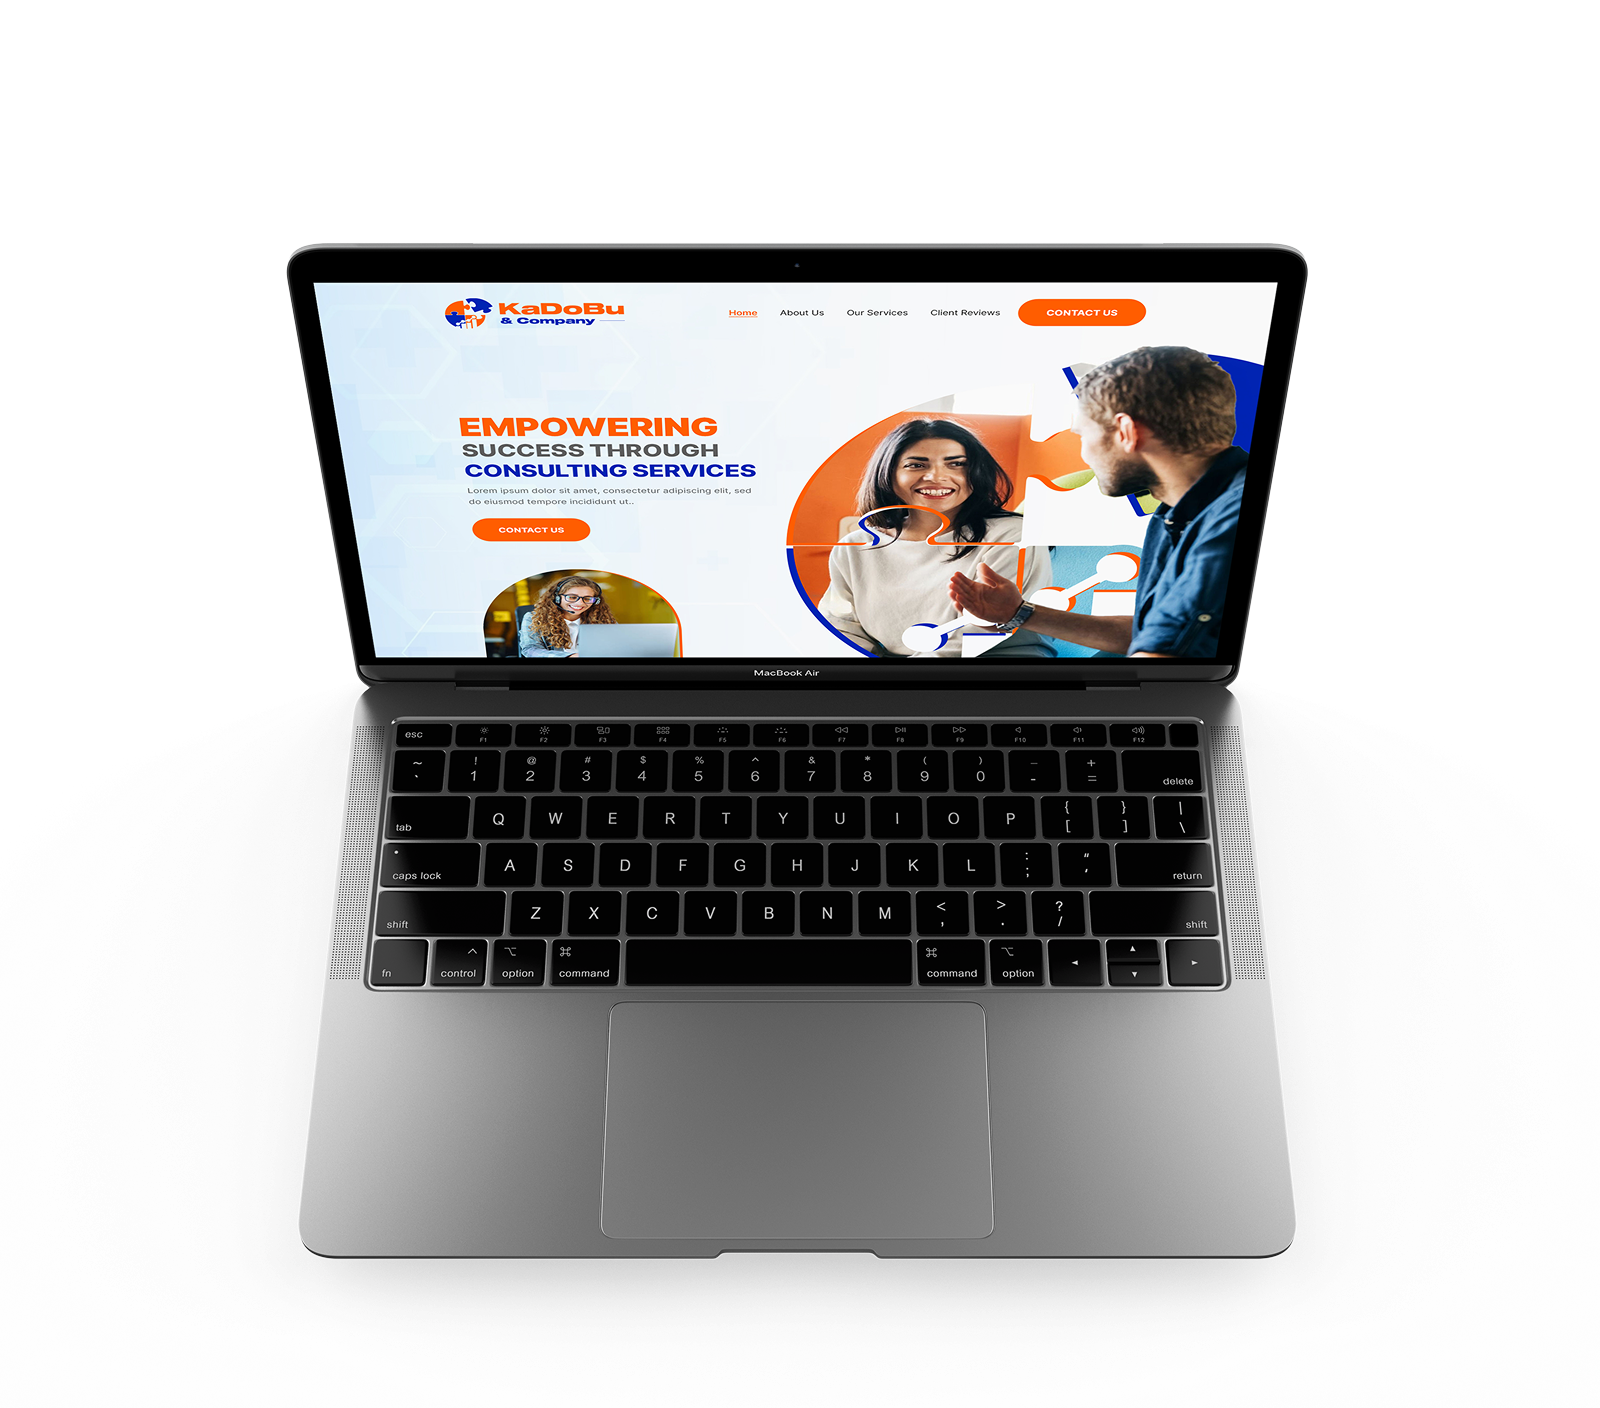 KaDoBu
& Company
Home About Us Our Services Client Reviews CONTACT US
EMPOWERING
SUCCESS THROUGH
CONSULTING SERVICES
Lorem ipsum dolor sit amet, consectetur adipiscing elit, sed
do eiusmod tempore incididunt ut..
CONTACT US
MacBook Air
esc F1 F2 F3 F4 F5 F6 F7 F8 F9 F10 F11 F12
~ ! @ # $ % ^ & * ( ) _ +
` 1 2 3 4 5 6 7 8 9 0 - = delete
{ } |
tab Q W E R T Y U I O P [ ] \
caps lock A S D F G H J K L : ; " ' return
shift Z X C V B N M < , > . ? / shift
fn control option command command option